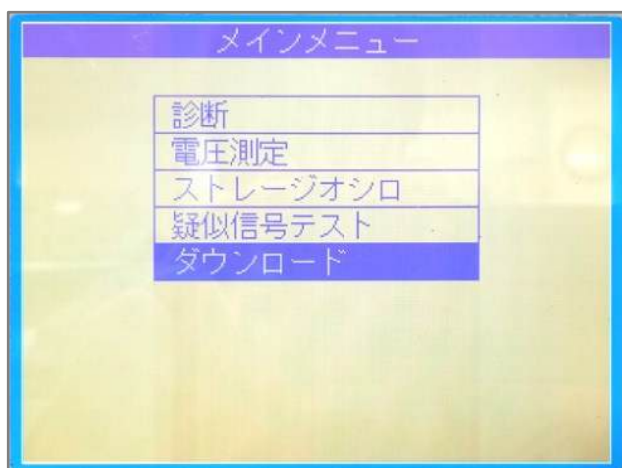 メインメニュー
診断
電圧測定
ストレージオシロ
疑似信号テスト
ダウンロード